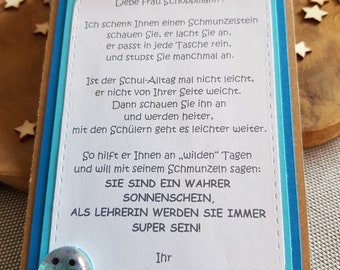 Liebe Frau Schoppmann !
Ich schenk Ihnen einen Schmunzelstein
schauen Sie, er lacht Sie an,
er passt in jede Tasche rein,
und stupst Sie manchmal an.
Ist der Schul-Alltag mal nicht leicht,
er nicht von Ihrer Seite weicht.
Dann schauen Sie ihn an
und werden heiter,
mit den Schülern geht es leichter weiter.
So hilft er Ihnen an „wilden” Tagen
und will mit seinem Schmunzeln sagen:
SIE SIND EIN WAHRER
SONNENSCHEIN,
ALS LEHRERIN WERDEN SIE IMMER
SUPER SEIN!
Ihr